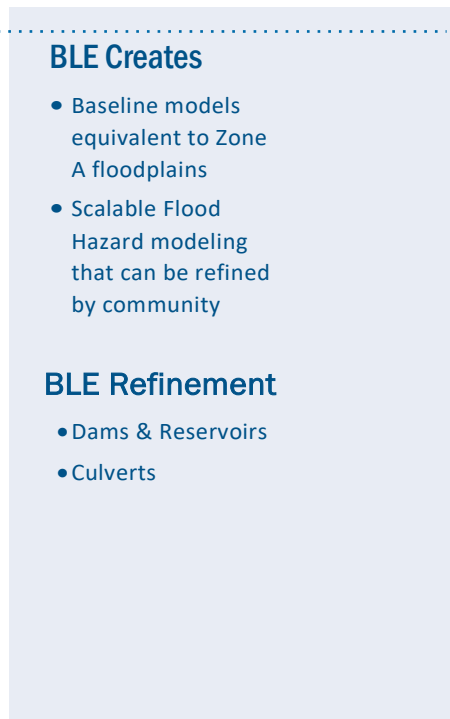 BLE Creates
• Baseline models
equivalent to Zone
A floodplains
• Scalable Flood
Hazard modeling
that can be refined
by community
BLE Refinement
• Dams & Reservoirs
• Culverts